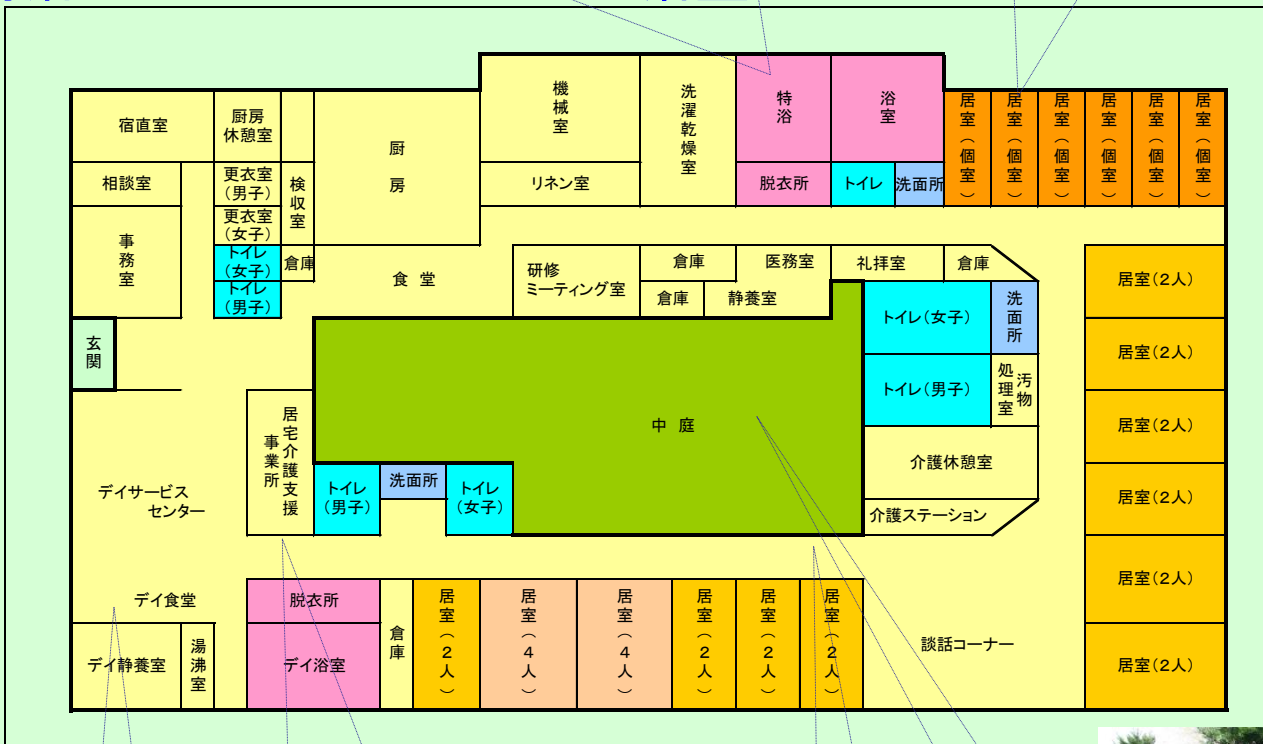 宿直室
厨房
休憩室
厨
房
機械室
洗濯乾燥室
特浴
浴室
居室(個室)
居室(個室)
居室(個室)
居室(個室)
居室(個室)
居室(個室)
相談室
更衣室
(男子)
検収室
リネン室
脱衣所
トイレ
洗面所
更衣室
(女子)
事務室
トイレ
(女子)
倉庫
トイレ
(男子)
食 堂
研修
ミーティング室
倉庫
医務室
礼拝室
倉庫
倉庫
静養室
居室(2人)
トイレ(女子)
洗面所
玄関
居室(2人)
トイレ(男子)
汚物
処理室
居室(2人)
中 庭
居宅介護支援
事業所
介護休憩室
デイサービス
センター
トイレ
(男子)
洗面所
トイレ
(女子)
居室(2人)
介護ステーション
居室(2人)
デイ食堂
脱衣所
倉庫
居室(2人)
居室(4人)
居室(4人)
居室(2人)
居室(2人)
居室(2人)
談話コーナー
デイ静養室
湯沸室
デイ浴室
居室(2人)